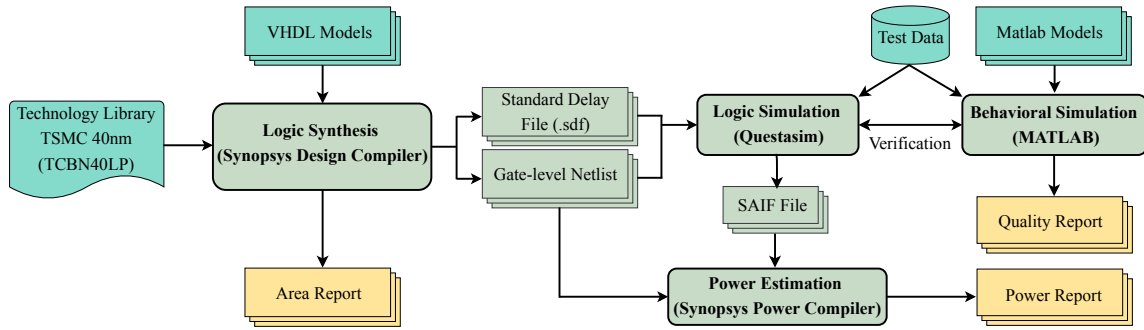 VHDL Models
Test Data
Matlab Models
Technology Library
TSMC 40nm
(TCBN40LP)
Logic Synthesis
(Synopsys Design Compiler)
Standard Delay
File (.sdf)
Gate-level Netlist
Logic Simulation
(Questasim)
Verification
Behavioral Simulation
(MATLAB)
SAIF File
Quality Report
Area Report
Power Estimation
(Synopsys Power Compiler)
Power Report